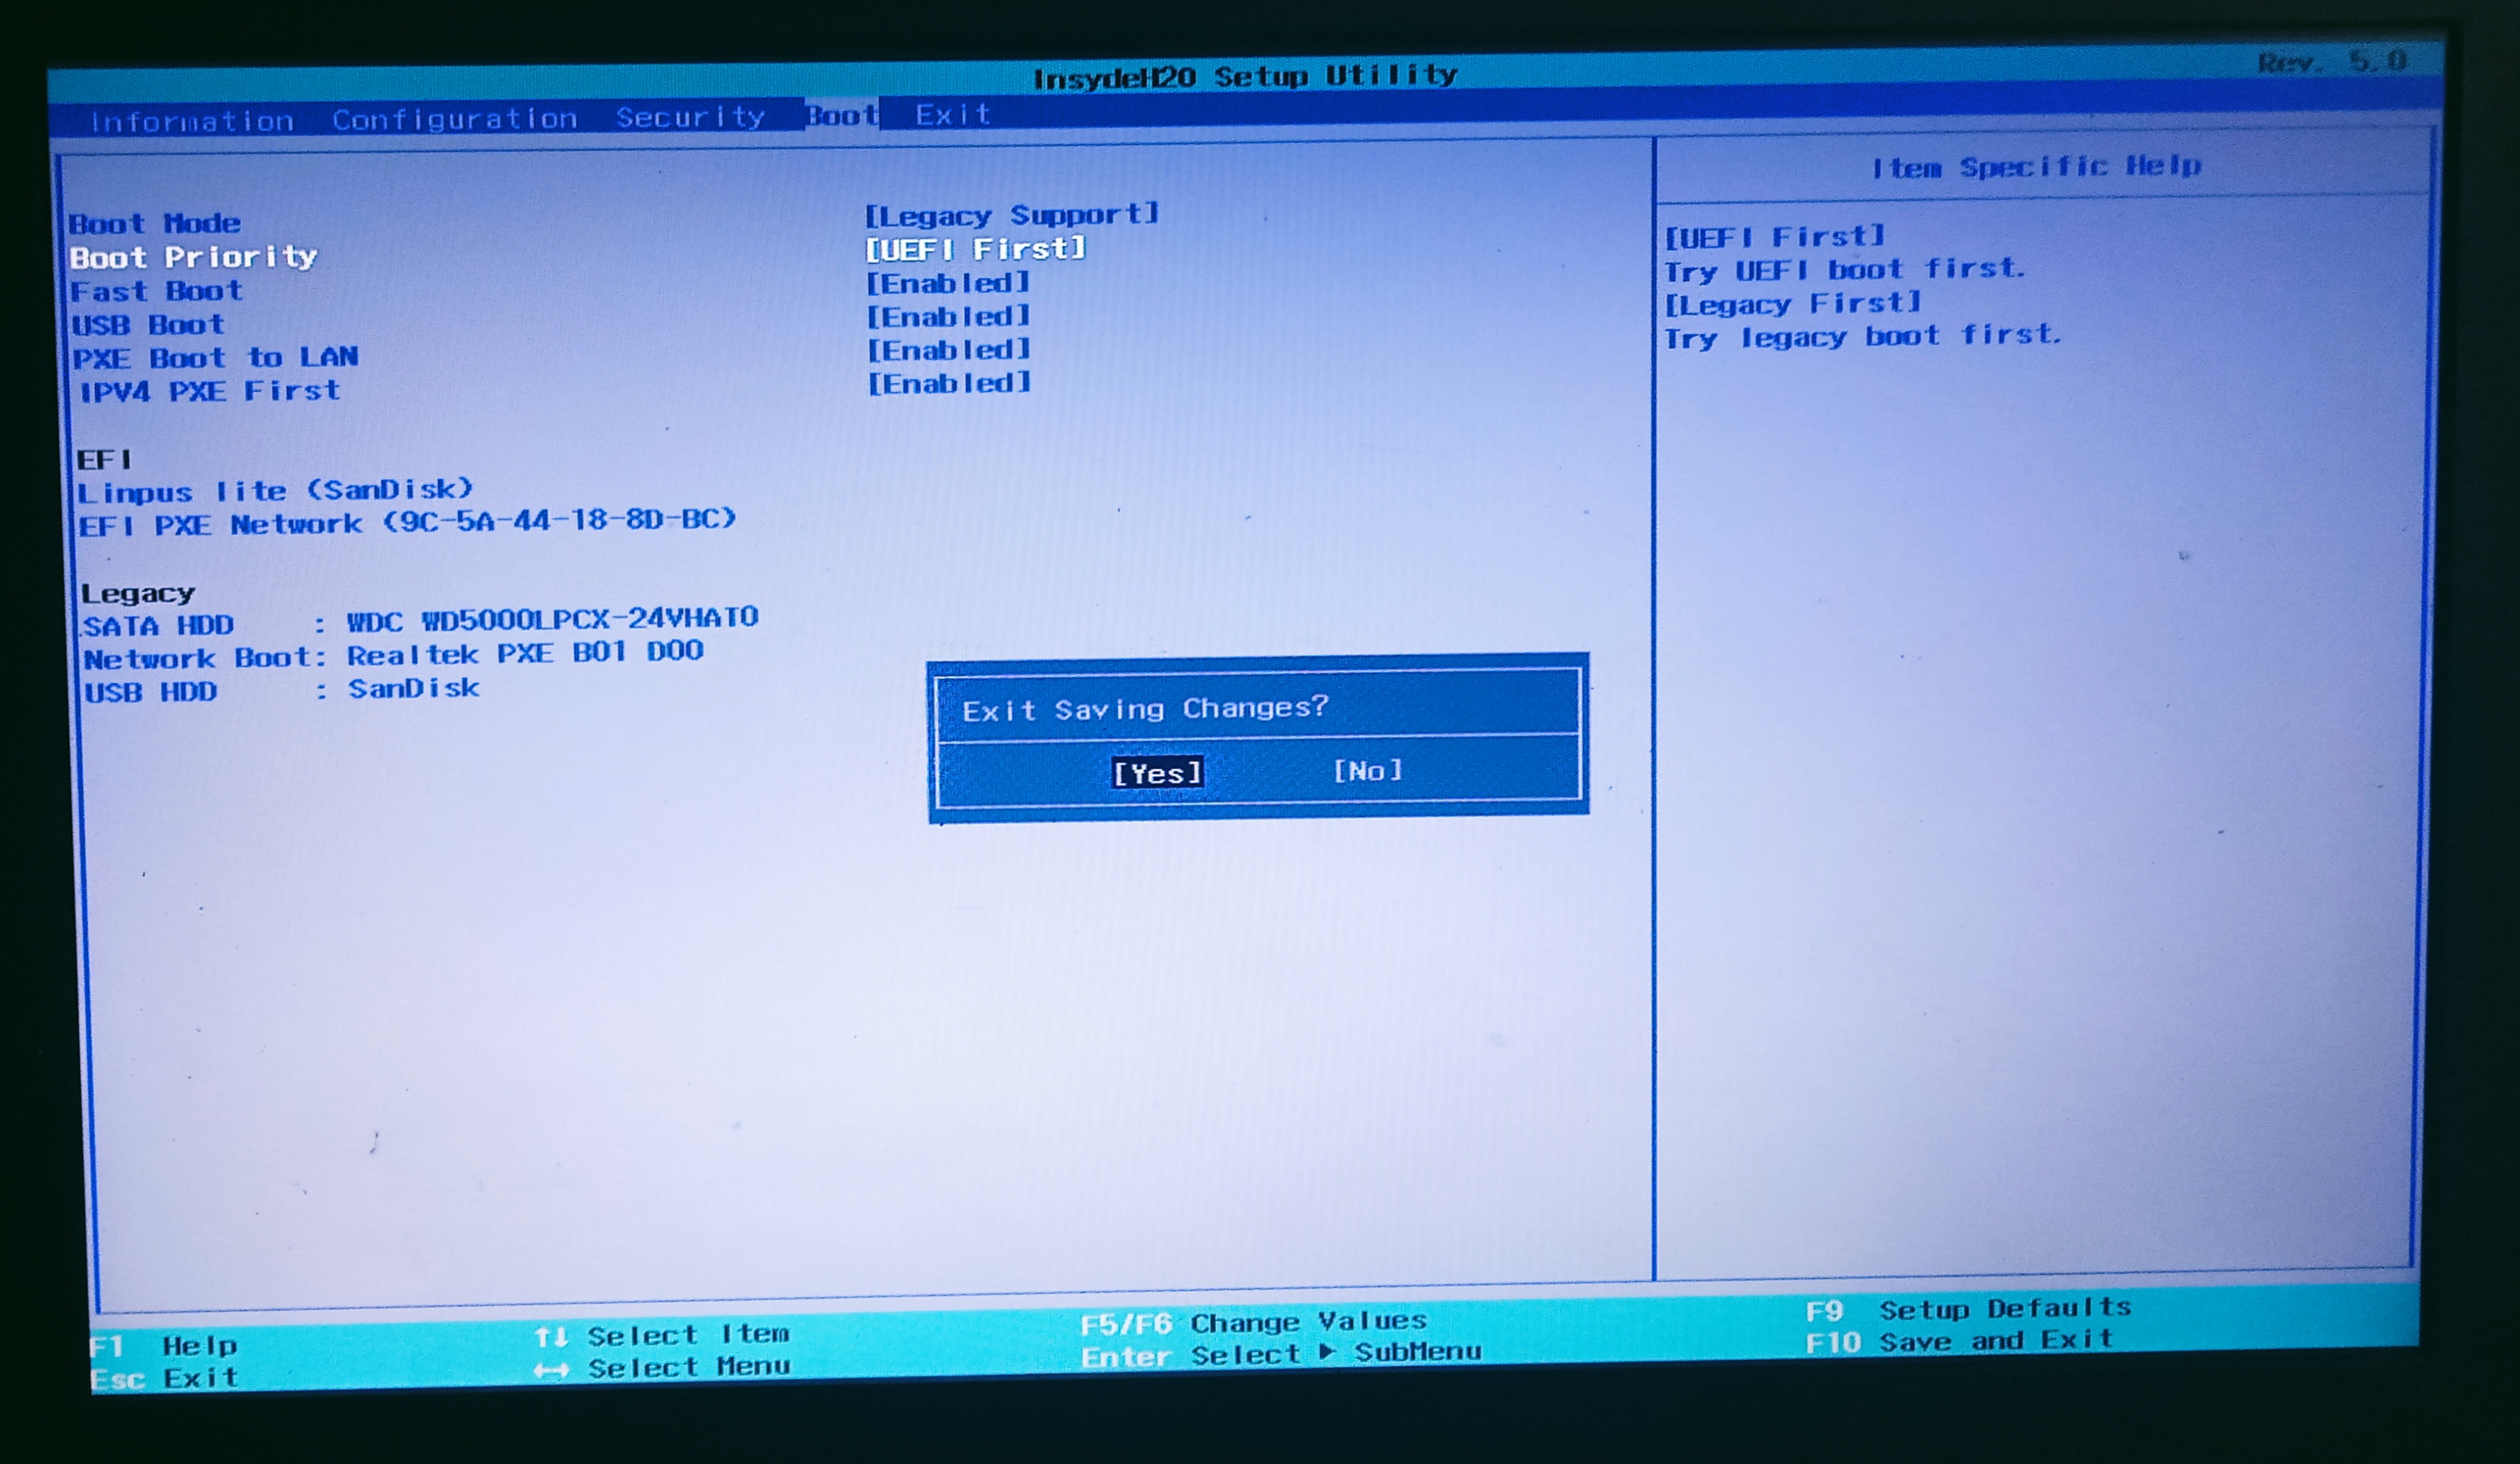 InsydeH20 Setup Utility
Rev. 5.0
Information Configuration Security Boot Exit
Item Specific Help
Boot Mode [Legacy Support]
Boot Priority [UEFI First]
Fast Boot [Enabled]
USB Boot [Enabled]
PXE Boot to LAN [Enabled]
IPV4 PXE First [Enabled]
EFI
Linpus lite (SanDisk)
EFI PXE Network (9C-5A-44-18-8D-BC)
Legacy
SATA HDD : WDC WD5000LPCX-24VHAT0
Network Boot: Realtek PXE B01 D00
USB HDD : SanDisk
[UEFI First]
Try UEFI boot first.
[Legacy First]
Try legacy boot first.
Exit Saving Changes?
[Yes] [No]
F1 Help ↑↓ Select Item F5/F6 Change Values F9 Setup Defaults
Esc Exit ↔ Select Menu Enter Select ▶ SubMenu F10 Save and Exit